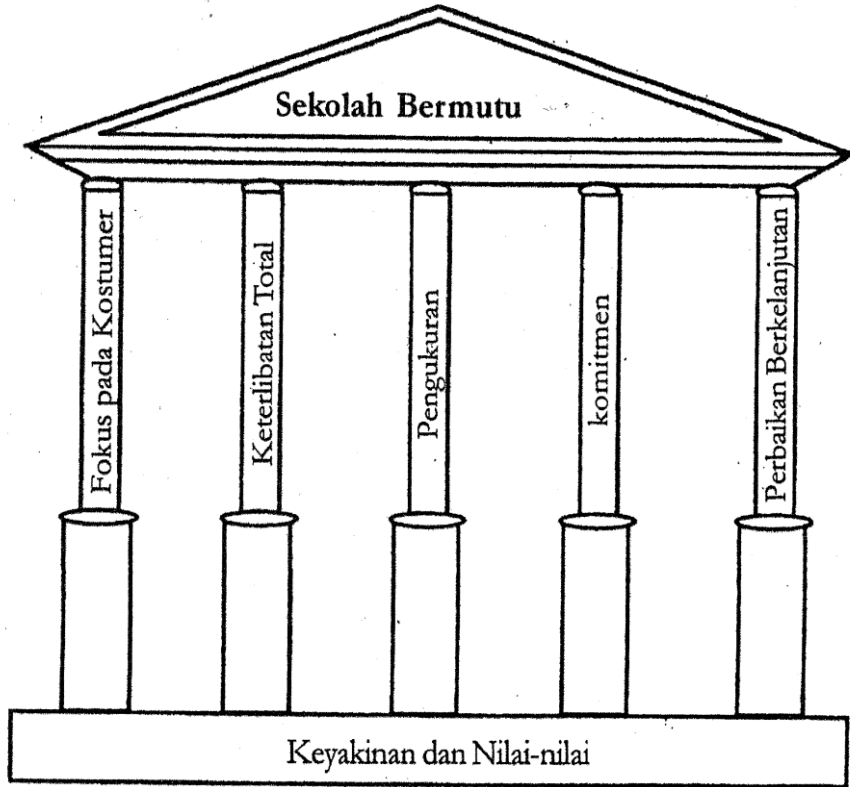 Sekolah Bermutu
Fokus pada Kostumer
Keterlibatan Total
Pengukuran
komitmen
Perbaikan Berkelanjutan
Keyakinan dan Nilai-nilai